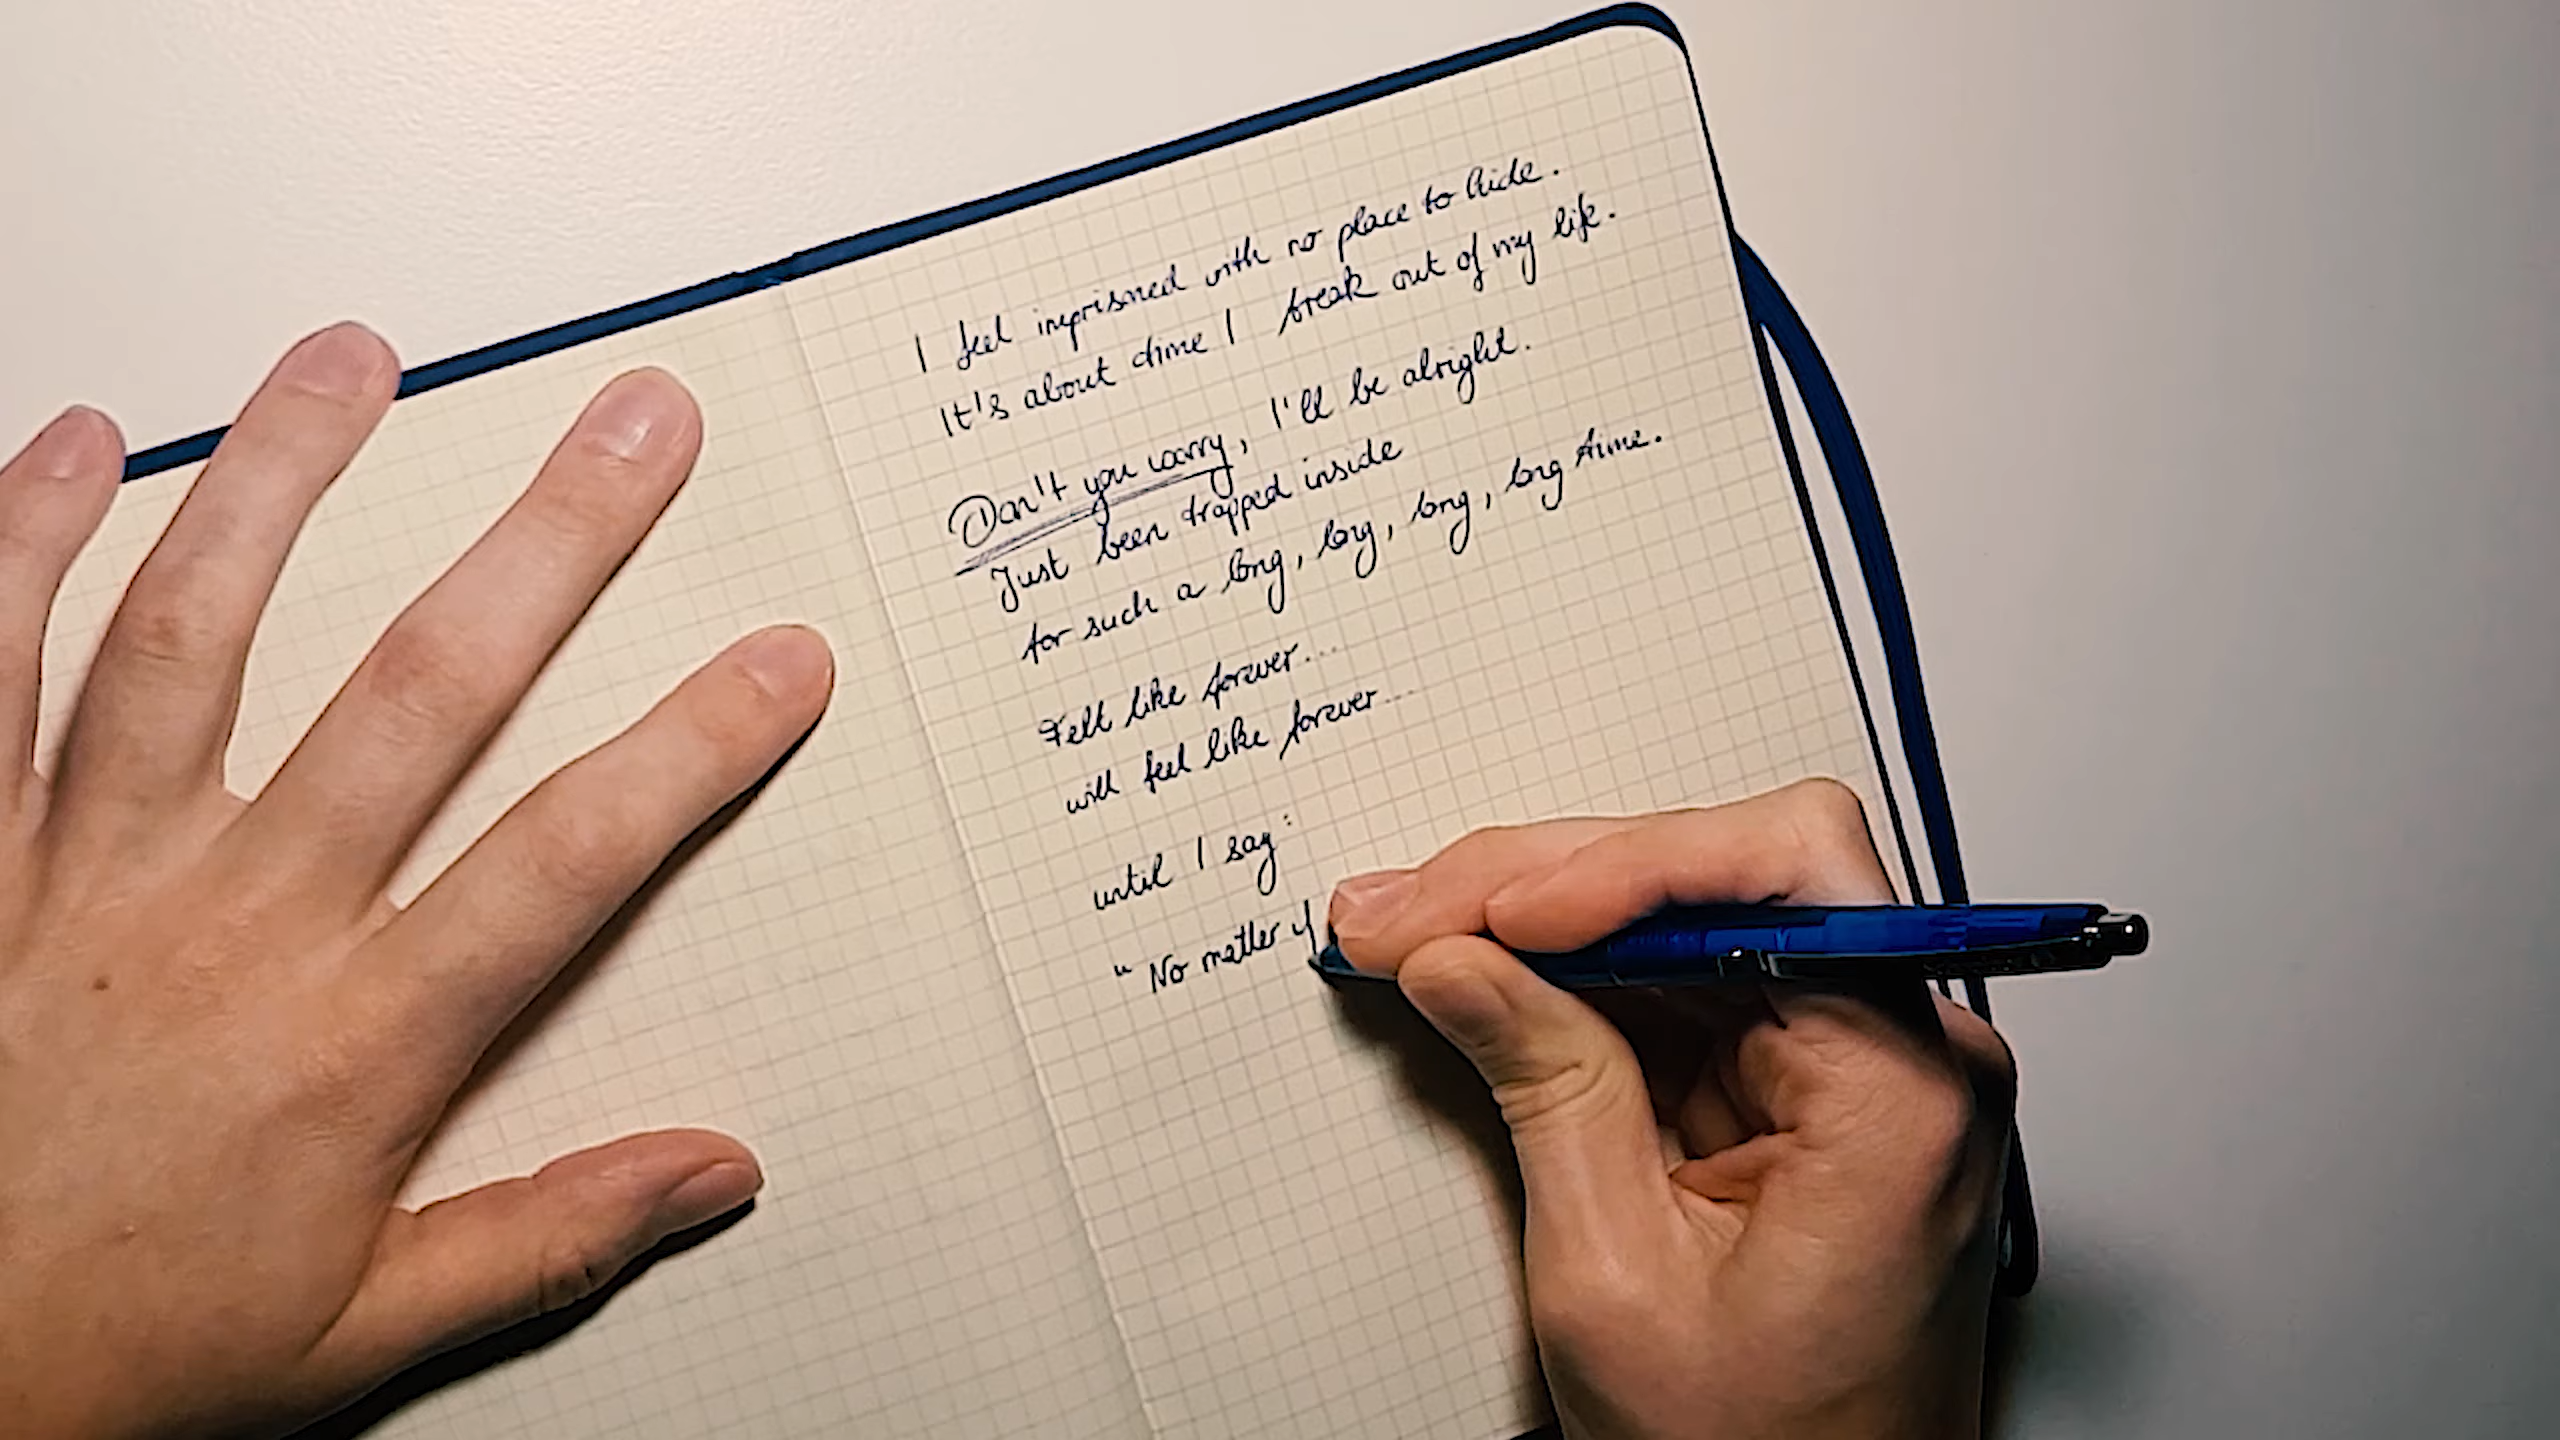 I feel imprisoned with no place to hide.
It's about time I break out of my life.
Don't you worry, I'll be alright.
Just been trapped inside
for such a long, long, long, long time.
Felt like forever...
will feel like forever...
until I say:
"No matter if